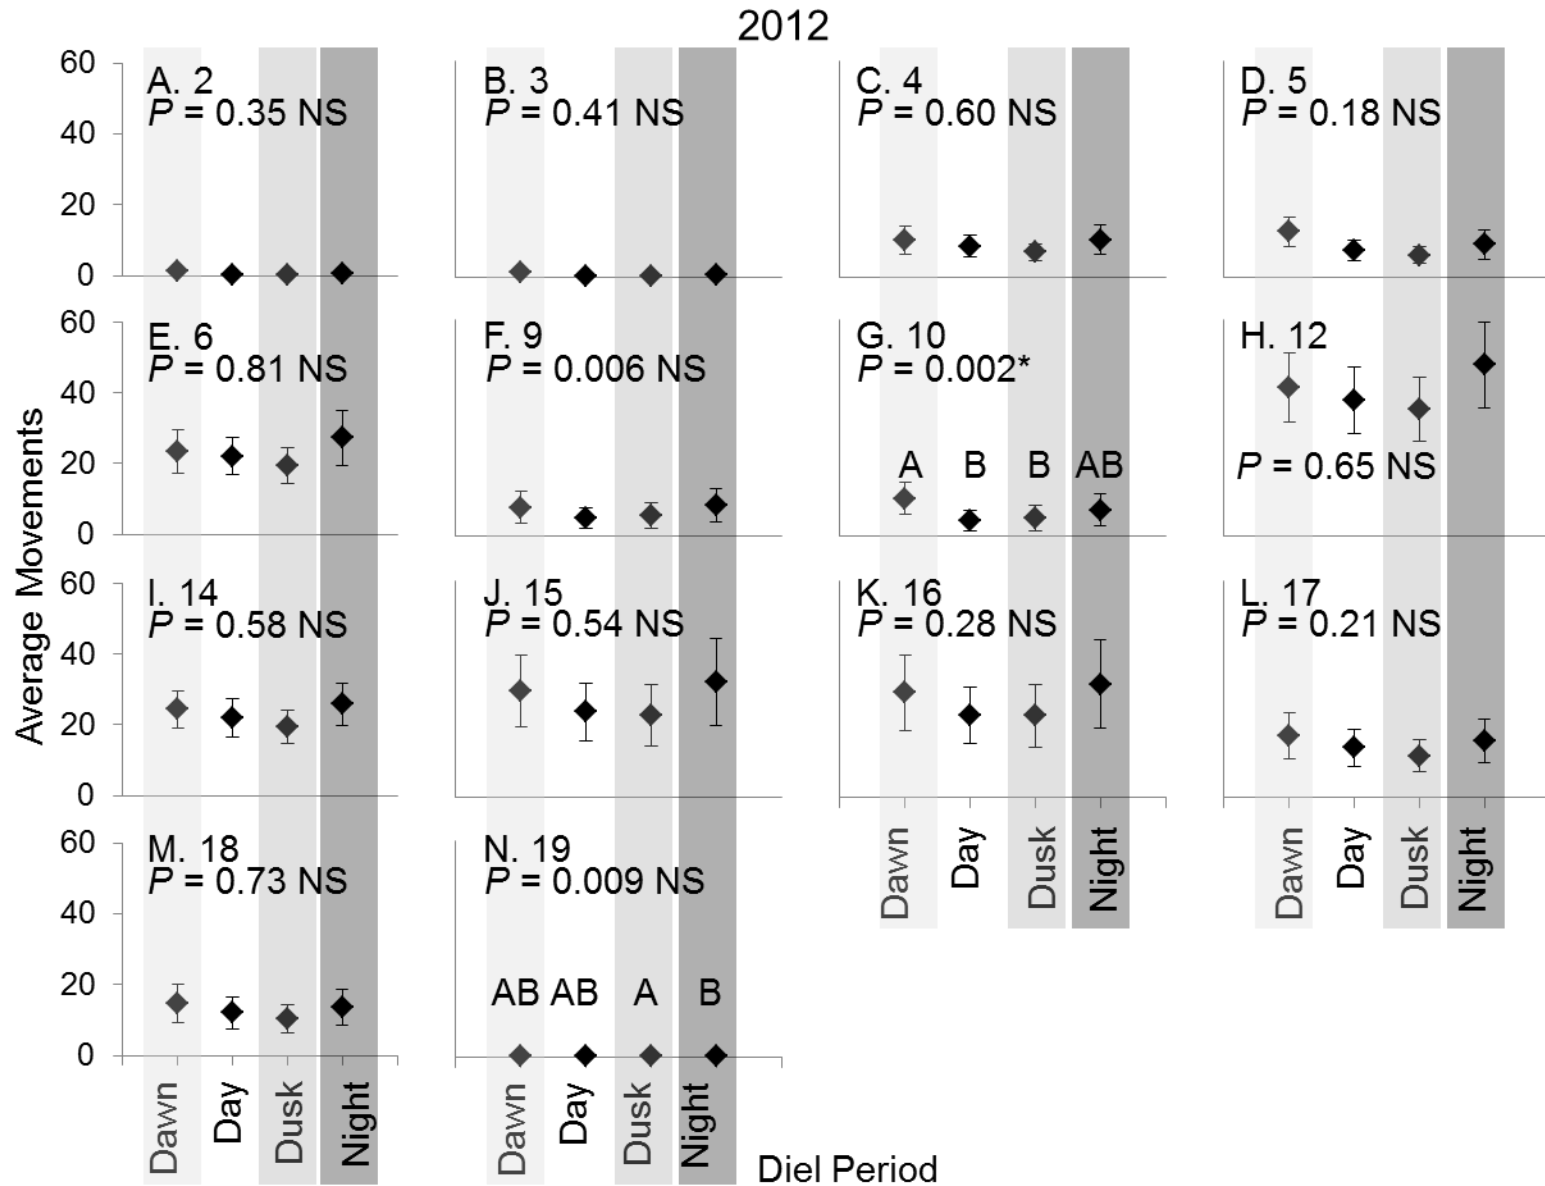 2012
60 A. 2 B. 3 C. 4 D. 5
P = 0.35 NS P = 0.41 NS P = 0.60 NS P = 0.18 NS
40
20
0
60 E. 6 F. 9 G. 10 H. 12
P = 0.81 NS P = 0.006 NS P = 0.002*
40
20 A B B AB P = 0.65 NS
0
Average Movements
60 I. 14 J. 15 K. 16 L. 17
P = 0.58 NS P = 0.54 NS P = 0.28 NS P = 0.21 NS
40
20
0
Dawn Day Dusk Night Dawn Day Dusk Night
60 M. 18 N. 19
P = 0.73 NS P = 0.009 NS
40
20 AB AB A B
0
Dawn Day Dusk Night Dawn Day Dusk Night
Diel Period